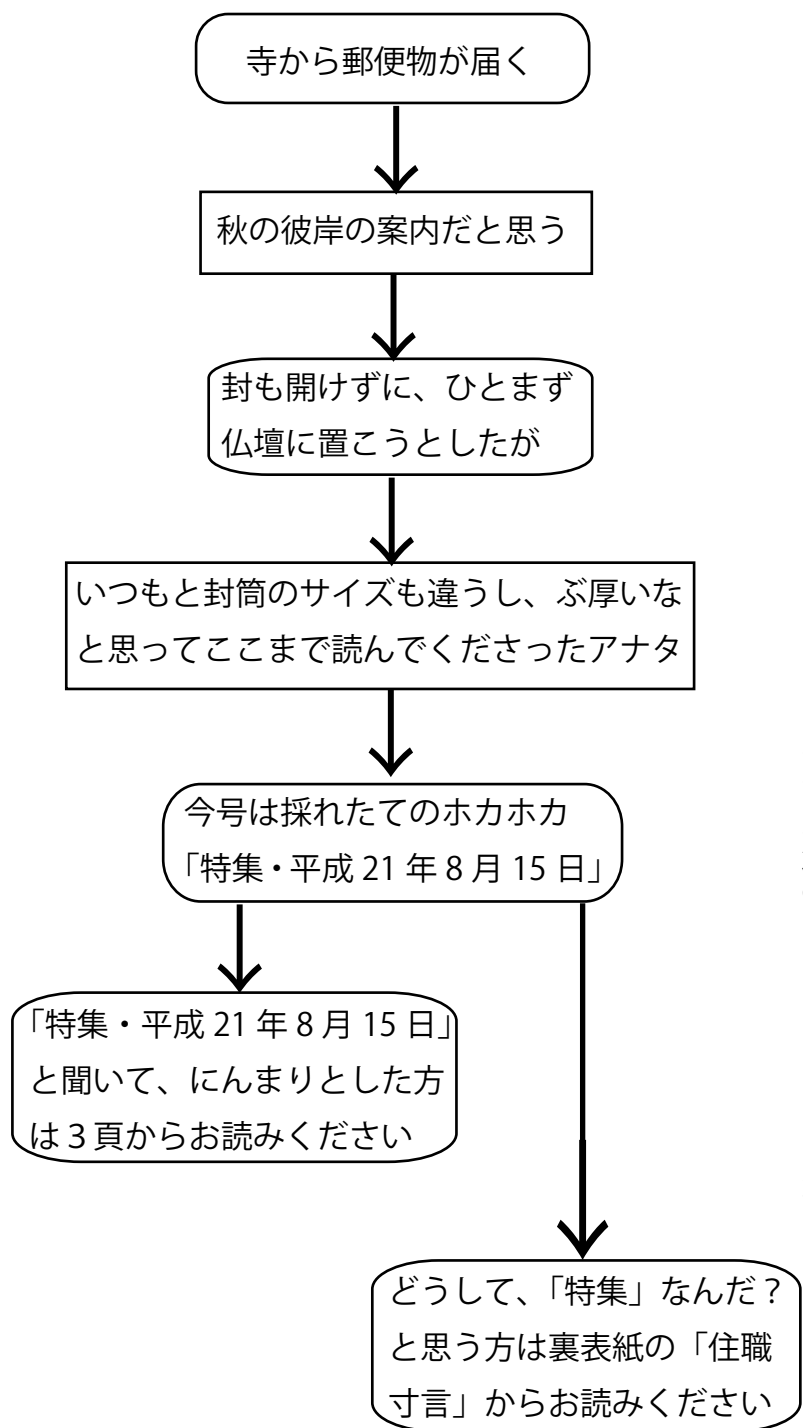 寺から郵便物が届く
秋の彼岸の案内だと思う
封も開けずに、ひとまず
仏壇に置こうとしたが
いつもと封筒のサイズも違うし、ぶ厚いな
と思ってここまで読んでくださったアナタ
今号は採れたてのホカホカ
「特集・平成 21 年 8 月 15 日」
「特集・平成 21 年 8 月 15 日」
と聞いて、にんまりとした方
は３頁からお読みください
どうして、「特集」なんだ？
と思う方は裏表紙の「住職
寸言」からお読みください